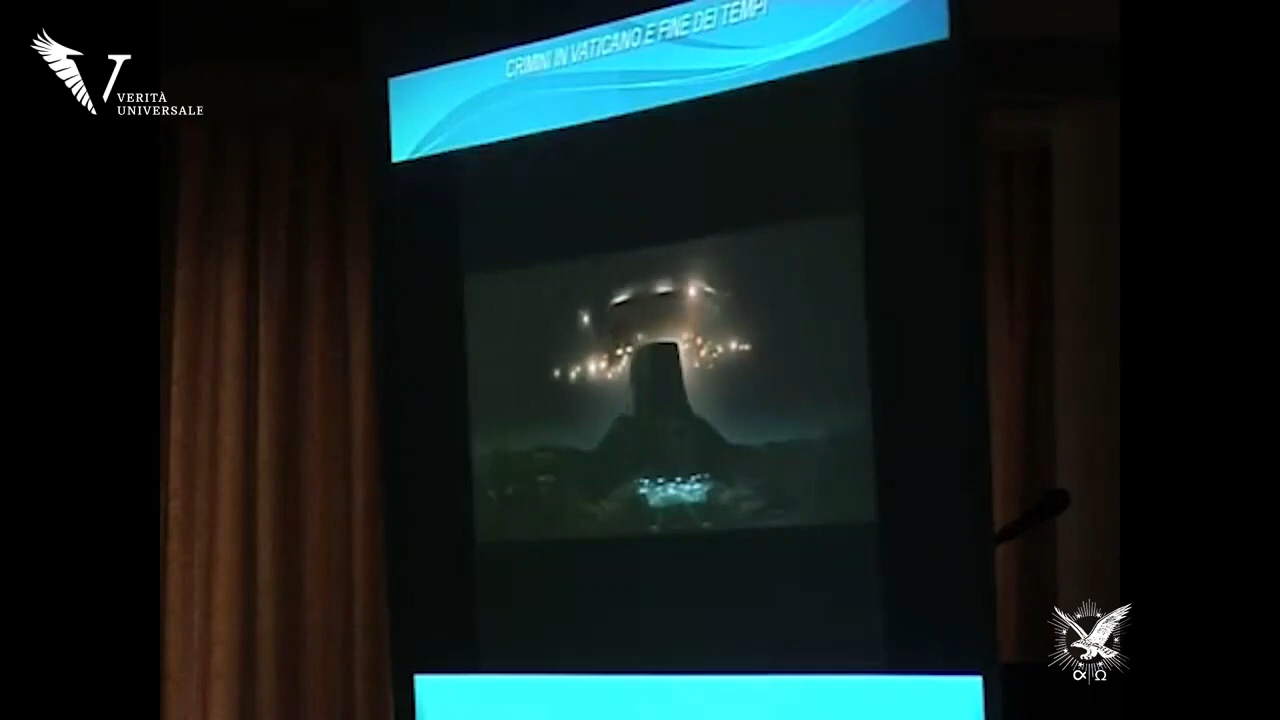 CRIMINI IN VATICANO E FINE DEI TEMPI
V
VERITÀ
UNIVERSALE
α Ω